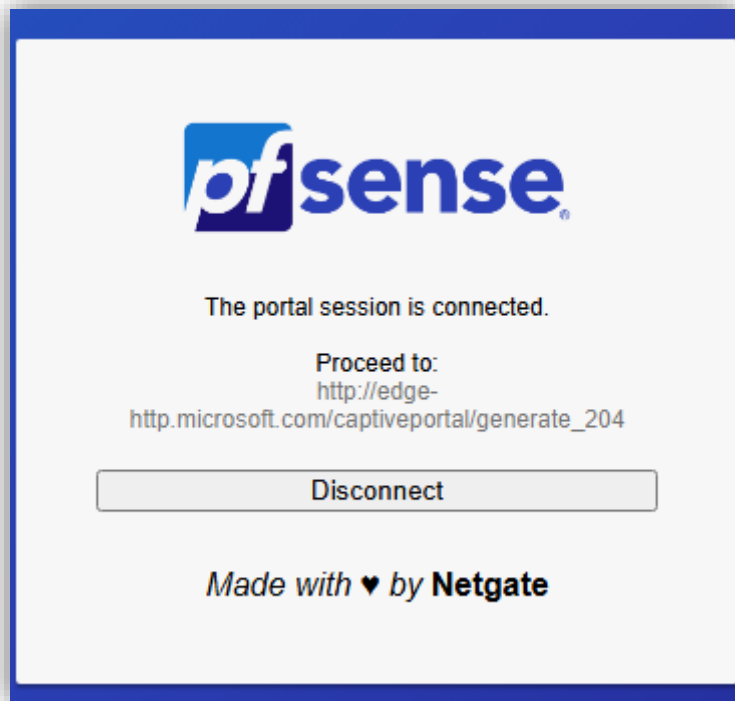 pfsense®
The portal session is connected.
Proceed to:
http://edge-
http.microsoft.com/captiveportal/generate_204
Disconnect
Made with ♥ by Netgate